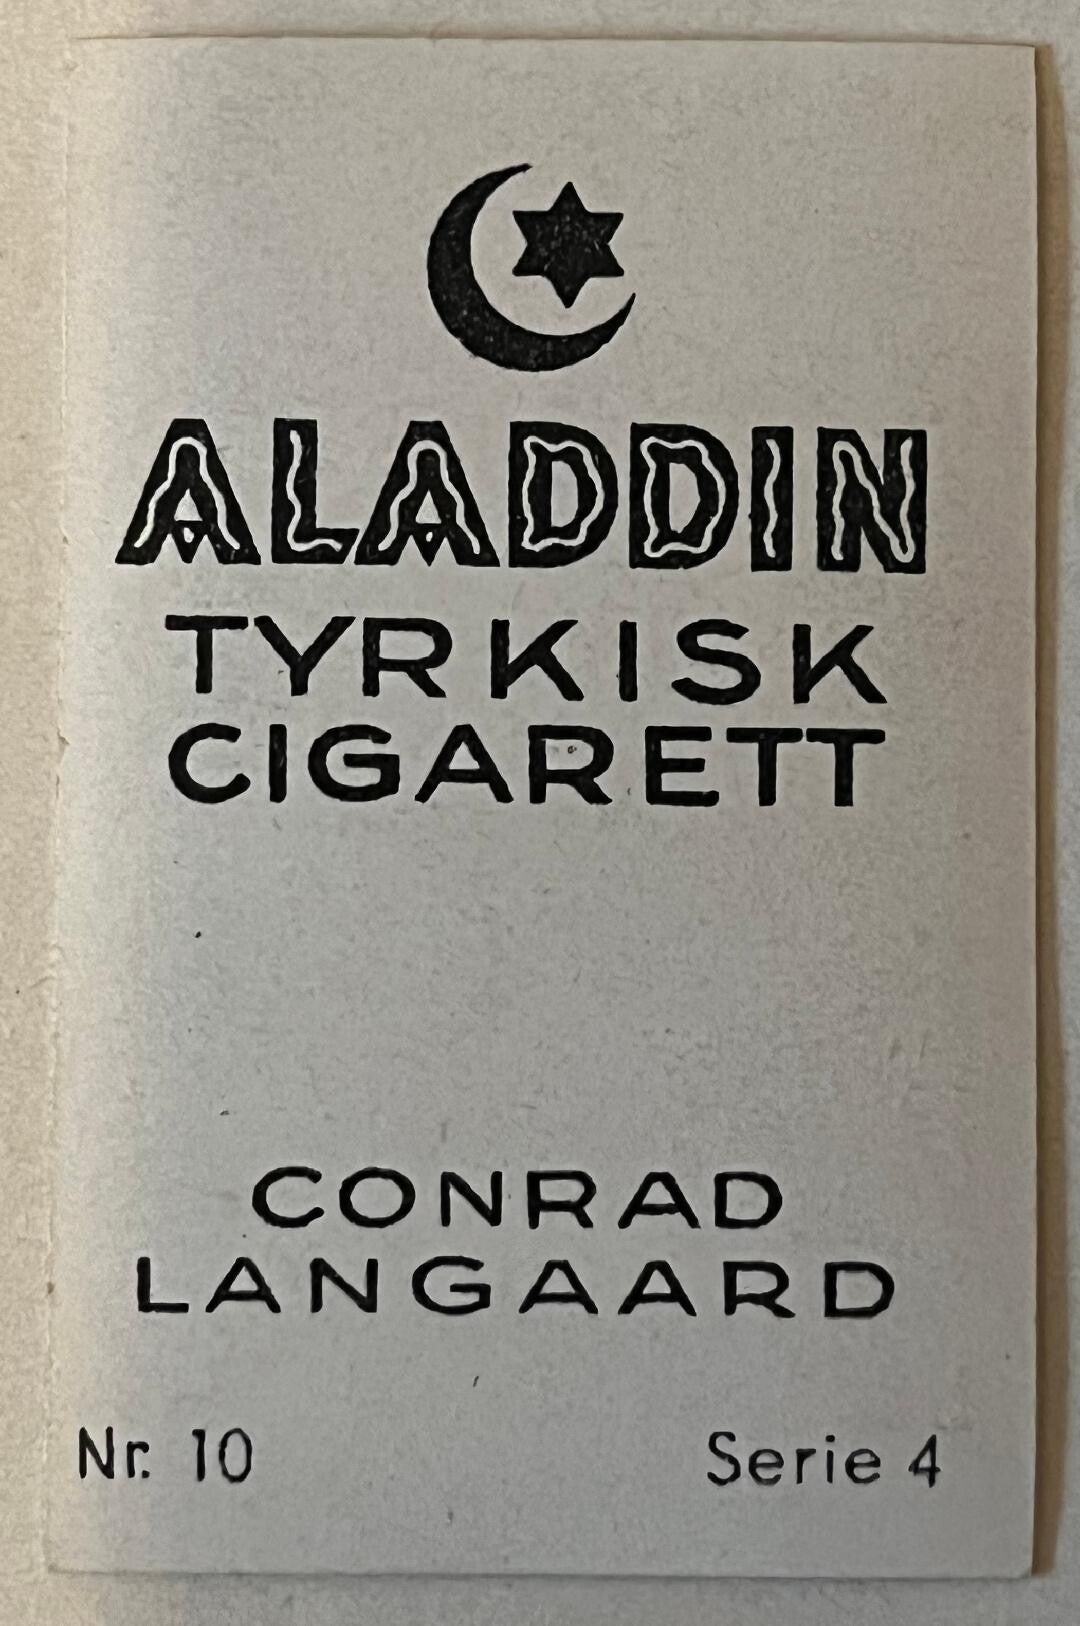 ALADDIN
TYRKISK
CIGARETT
CONRAD
LANGAARD
Nr. 10 Serie 4